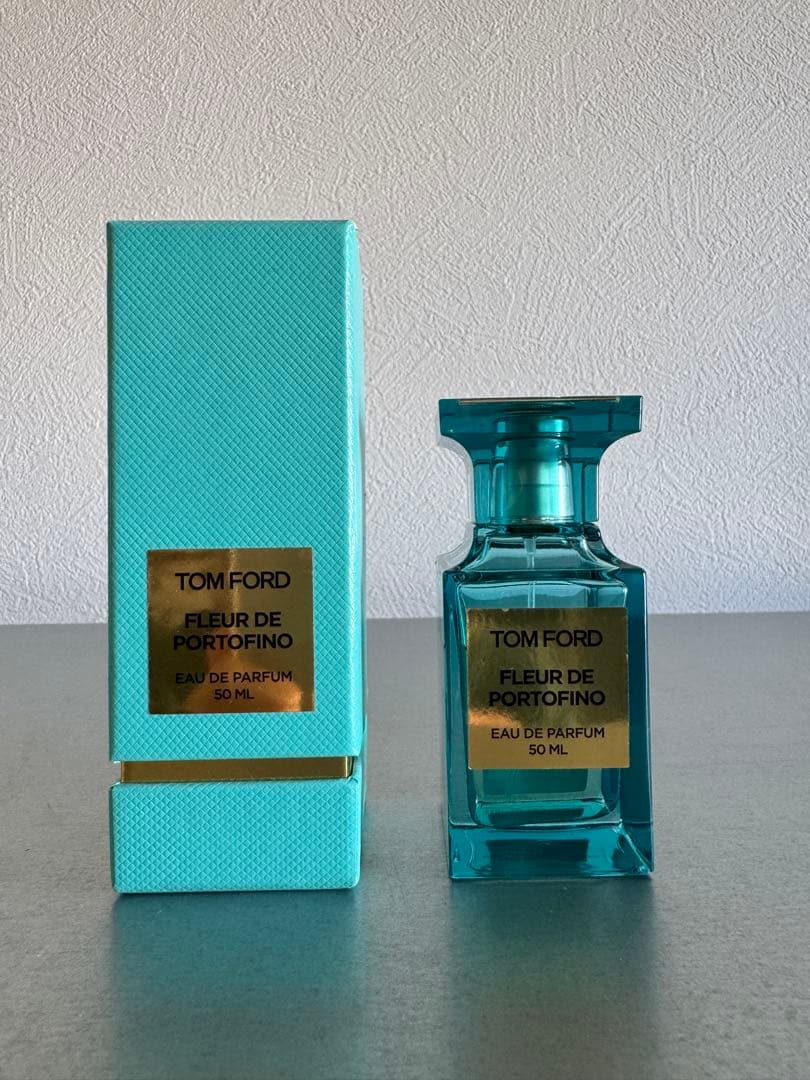 TOM FORD
FLEUR DE
PORTOFINO
EAU DE PARFUM
50 ML
TOM FORD
FLEUR DE
PORTOFINO
EAU DE PARFUM
50 ML